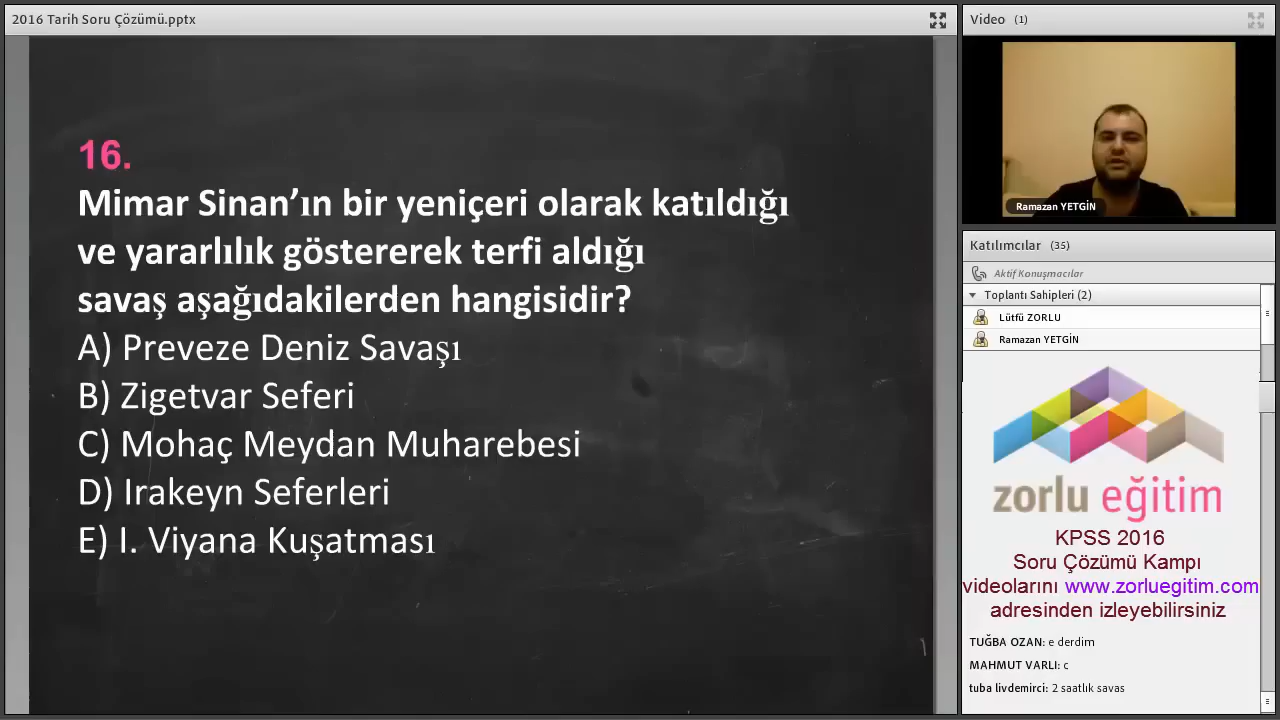 2016 Tarih Soru Çözümü.pptx
16.
Mimar Sinan’ın bir yeniçeri olarak katıldığı
ve yararlılık göstererek terfi aldığı
savaş aşağıdakilerden hangisidir?
A) Preveze Deniz Savaşı
B) Zigetvar Seferi
C) Mohaç Meydan Muharebesi
D) Irakeyn Seferleri
E) I. Viyana Kuşatması
Video (1)
Ramazan YETGİN
Katılımcılar (35)
Aktif Konuşmacılar
Toplantı Sahipleri (2)
Lütfü ZORLU
Ramazan YETGİN
zorlu eğitim
KPSS 2016
Soru Çözümü Kampı
videolarını www.zorluegitim.com
adresinden izleyebilirsiniz
TUĞBA OZAN: e derdim
MAHMUT VARLI: c
tuba livdemirci: 2 saatlık savas